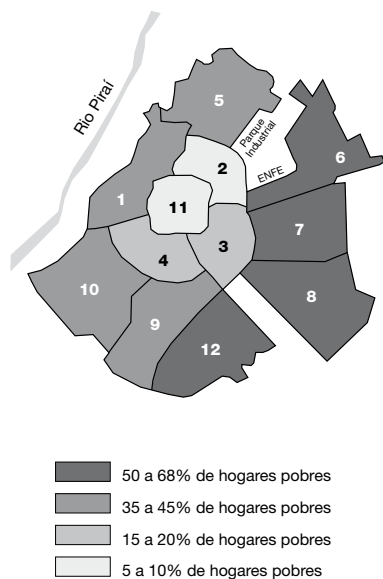 Rio Piraí
5
Parque
Industrial
2
6
ENFE
1
11
7
3
4
10
8
9
12
50 a 68% de hogares pobres
35 a 45% de hogares pobres
15 a 20% de hogares pobres
5 a 10% de hogares pobres